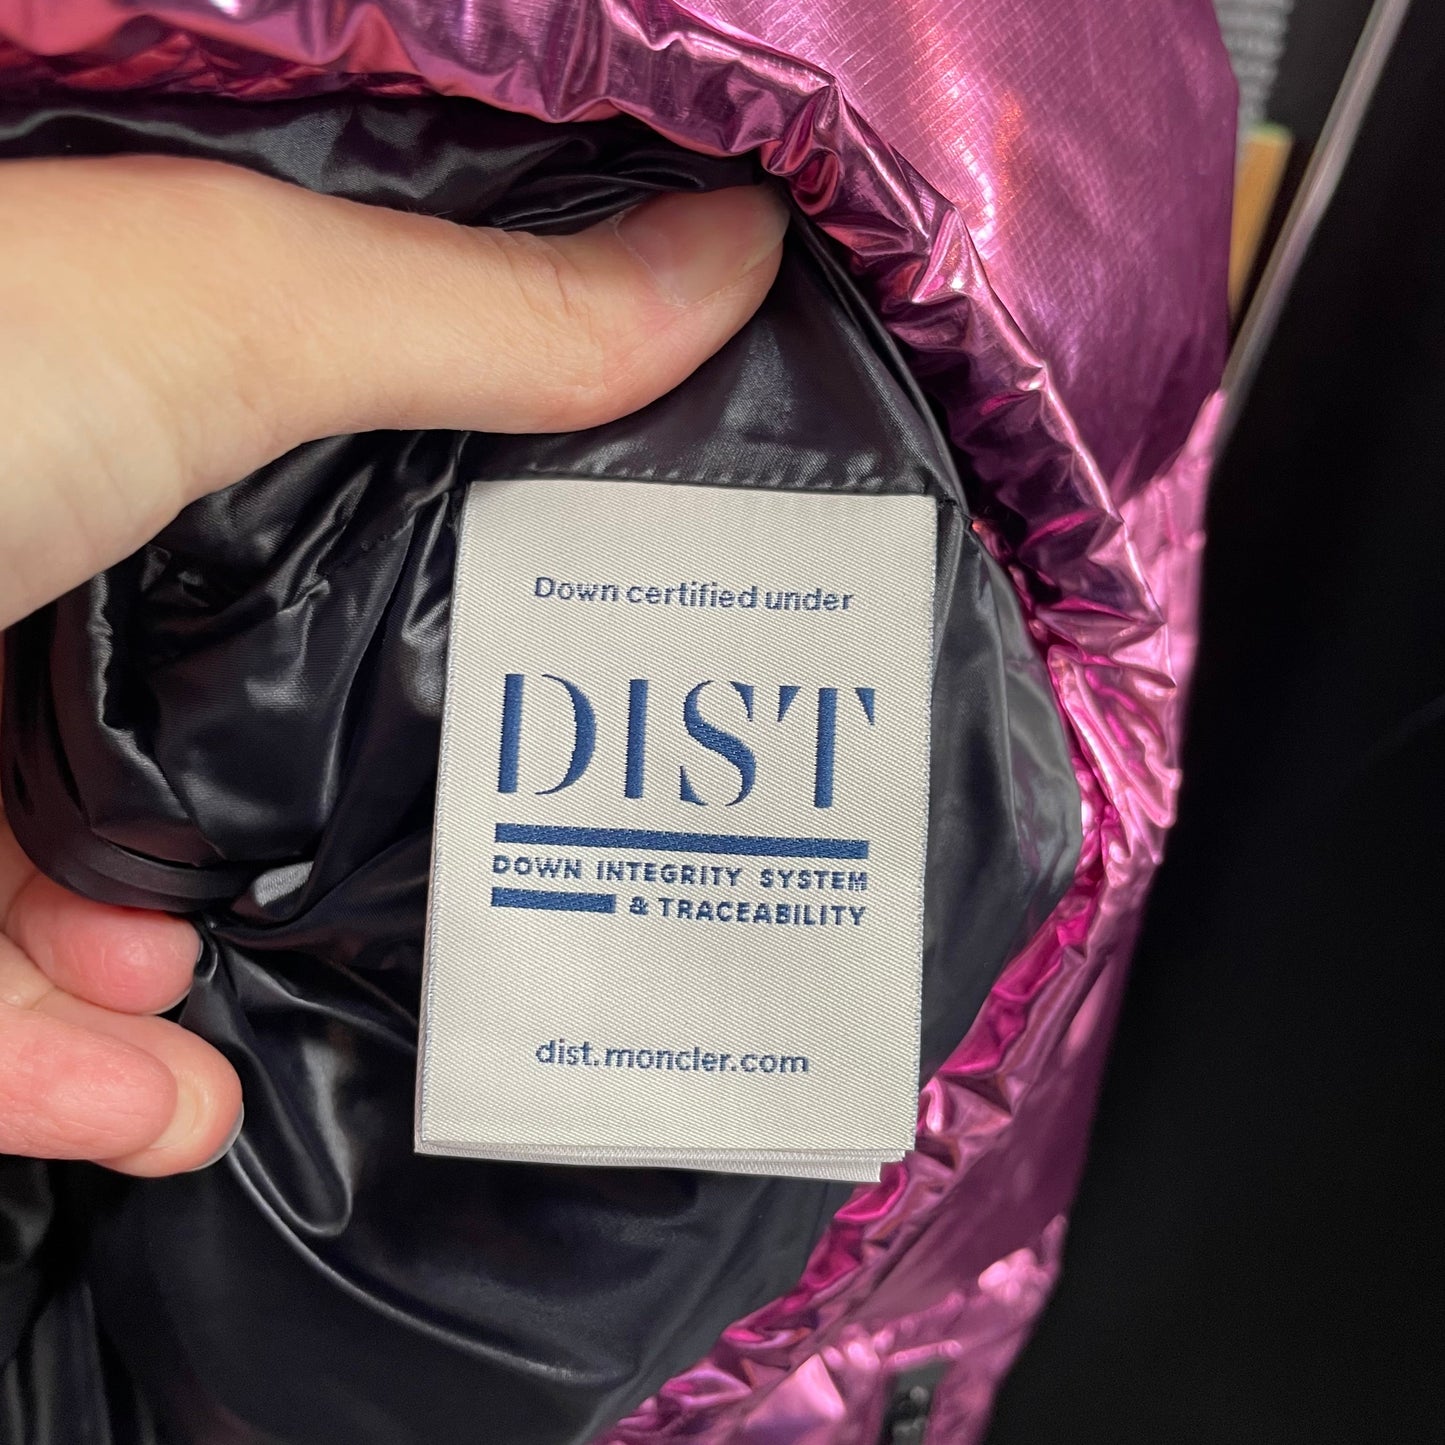 Down certified under
DIST
DOWN INTEGRITY SYSTEM
& TRACEABILITY
dist.moncler.com